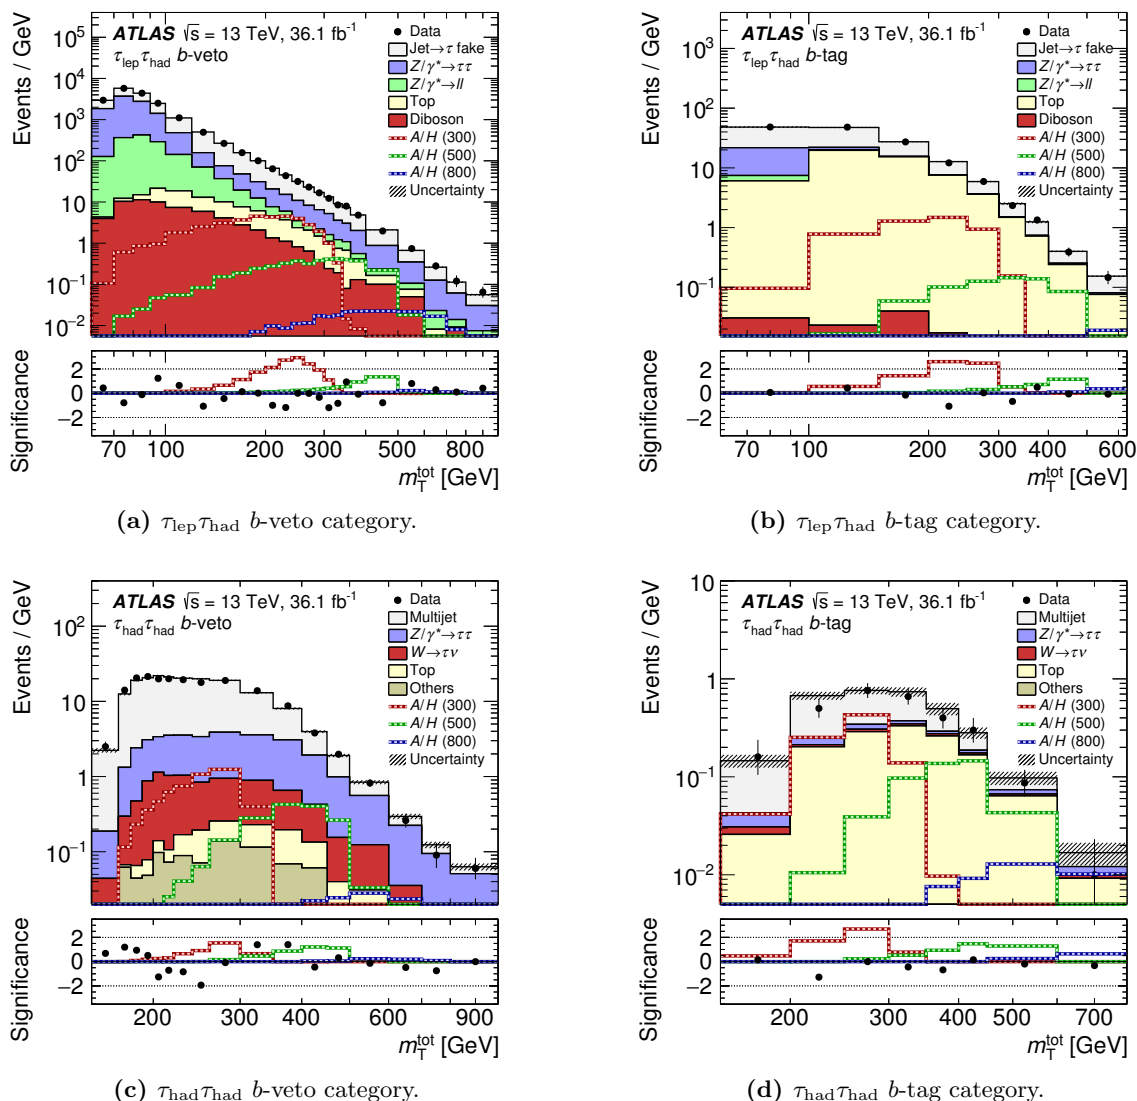 ATLAS √s = 13 TeV, 36.1 fb⁻¹
τlepτhad b-veto
Data
Jet→τ fake
Z/γ*→ττ
Z/γ*→ll
Top
Diboson
A/H (300)
A/H (500)
A/H (800)
Uncertainty
Events / GeV
10⁵
10⁴
10³
10²
10
1
10⁻¹
10⁻²
Significance
2
0
−2
70 100 200 300 500 1000
m_T^tot [GeV]
(a) τlepτhad b-veto category.
ATLAS √s = 13 TeV, 36.1 fb⁻¹
τlepτhad b-tag
Data
Jet→τ fake
Z/γ*→ττ
Z/γ*→ll
Top
Diboson
A/H (300)
A/H (500)
A/H (800)
Uncertainty
Events / GeV
10³
10²
10
1
10⁻¹
Significance
2
0
−2
70 100 200 300 400 600
m_T^tot [GeV]
(b) τlepτhad b-tag category.
ATLAS √s = 13 TeV, 36.1 fb⁻¹
τhadτhad b-veto
Data
Multijet
Z/γ*→ττ
W→τν
Top
Others
A/H (300)
A/H (500)
A/H (800)
Uncertainty
Events / GeV
10²
10
1
10⁻¹
Significance
2
0
−2
200 300 400 600 900
m_T^tot [GeV]
(c) τhadτhad b-veto category.
ATLAS √s = 13 TeV, 36.1 fb⁻¹
τhadτhad b-tag
Data
Multijet
Z/γ*→ττ
W→τν
Top
Others
A/H (300)
A/H (500)
A/H (800)
Uncertainty
Events / GeV
10
1
10⁻¹
10⁻²
Significance
2
0
−2
200 300 400 500 700
m_T^tot [GeV]
(d) τhadτhad b-tag category.